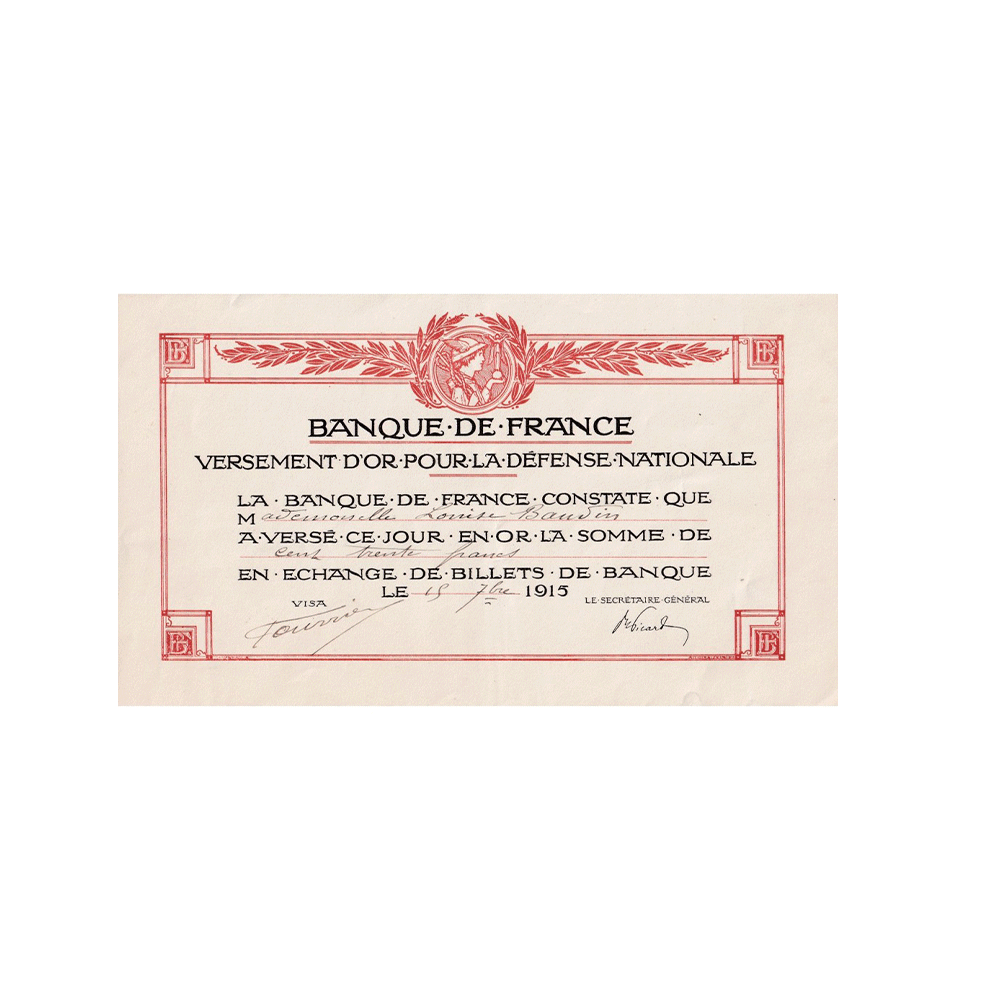 BANQUE·DE·FRANCE
VERSEMENT·D'OR·POUR·LA·DÉFENSE·NATIONALE
LA·BANQUE·DE·FRANCE·CONSTATE·QUE
Mademoiselle Louise Baudin
A·VERSÉ·CE·JOUR·EN·OR·LA·SOMME·DE
cent trente francs
EN·ECHANGE·DE·BILLETS·DE·BANQUE
LE 15 7bre 1915
VISA LE·SECRÉTAIRE·GÉNÉRAL